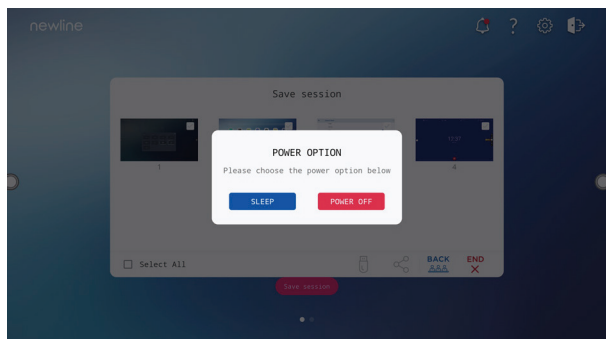 newline
Save session
POWER OPTION
Please choose the power option below
SLEEP
POWER OFF
1
4
Select All
BACK
END
Save session